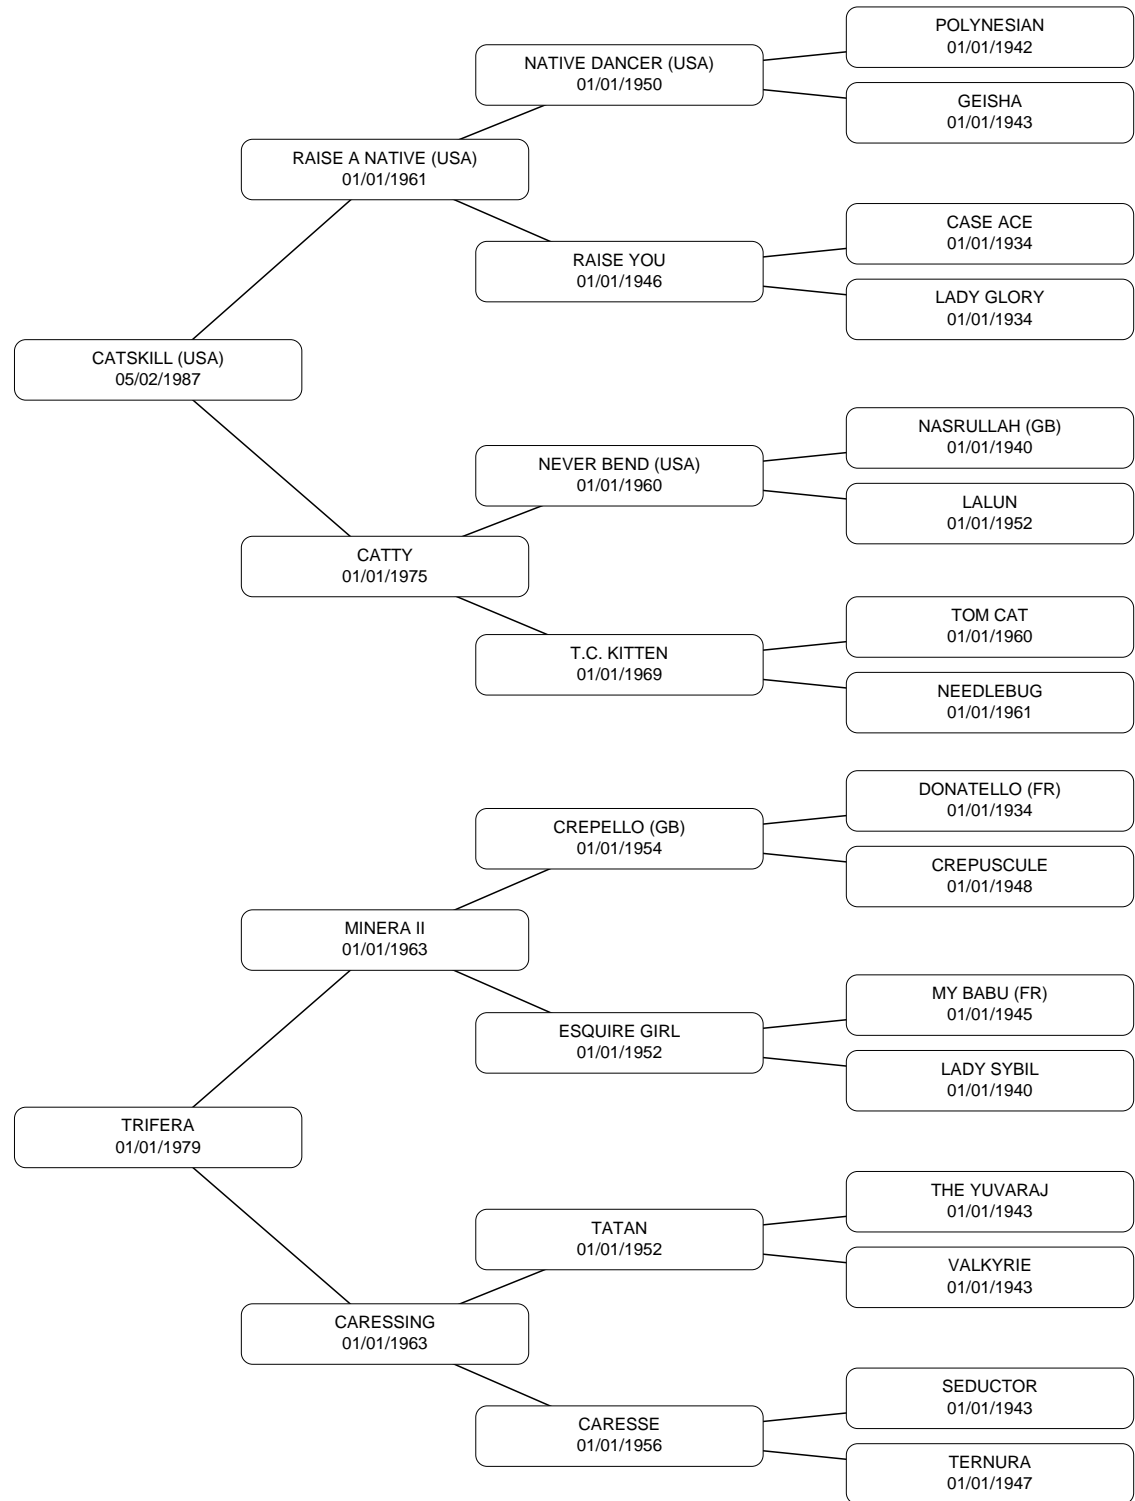 POLYNESIAN
01/01/1942
NATIVE DANCER (USA)
01/01/1950
GEISHA
01/01/1943
RAISE A NATIVE (USA)
01/01/1961
CASE ACE
01/01/1934
RAISE YOU
01/01/1946
LADY GLORY
01/01/1934
CATSKILL (USA)
05/02/1987
NASRULLAH (GB)
01/01/1940
NEVER BEND (USA)
01/01/1960
LALUN
01/01/1952
CATTY
01/01/1975
TOM CAT
01/01/1960
T.C. KITTEN
01/01/1969
NEEDLEBUG
01/01/1961
DONATELLO (FR)
01/01/1934
CREPELLO (GB)
01/01/1954
CREPUSCULE
01/01/1948
MINERA II
01/01/1963
MY BABU (FR)
01/01/1945
ESQUIRE GIRL
01/01/1952
LADY SYBIL
01/01/1940
TRIFERA
01/01/1979
THE YUVARAJ
01/01/1943
TATAN
01/01/1952
VALKYRIE
01/01/1943
CARESSING
01/01/1963
SEDUCTOR
01/01/1943
CARESSE
01/01/1956
TERNURA
01/01/1947